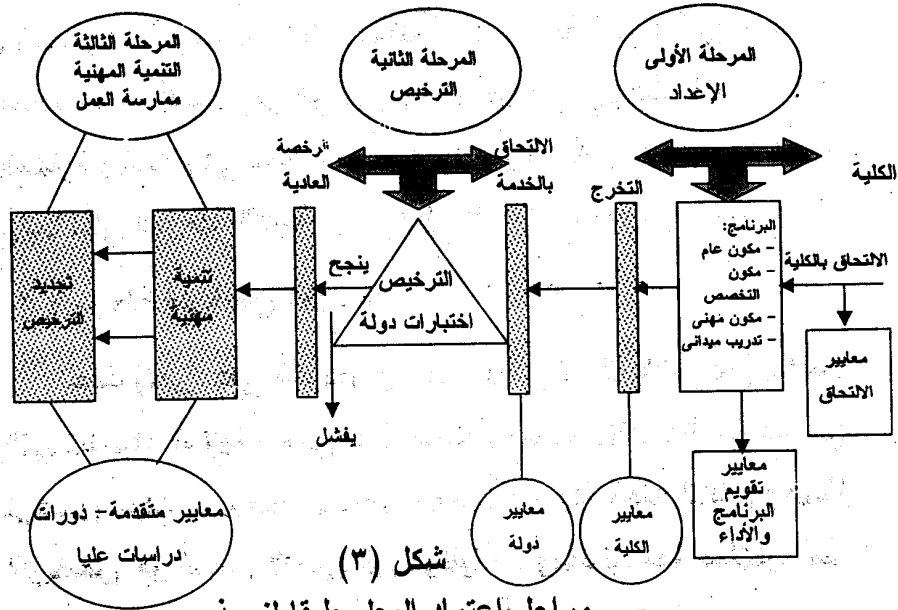 المرحلة الأولى
الإعداد
المرحلة الثانية
الترخيص
المرحلة الثالثة
التنمية المهنية
ممارسة العمل
الكلية
الالتحاق بالكلية
معايير
الالتحاق
البرنامج:
- مكون عام
- مكون
التخصص
- مكون مهنى
- تدريب ميدانى
معايير
تقويم
البرنامج
والأداء
التخرج
معايير
الكلية
الالتحاق
بالخدمة
معايير
دولة
الترخيص
اختبارات دولة
ينجح
يفشل
رخصة
العادية
تنمية
مهنية
تجديد
الترخيص
معايير متقدمة - دورات
دراسات عليا
شكل (٣)